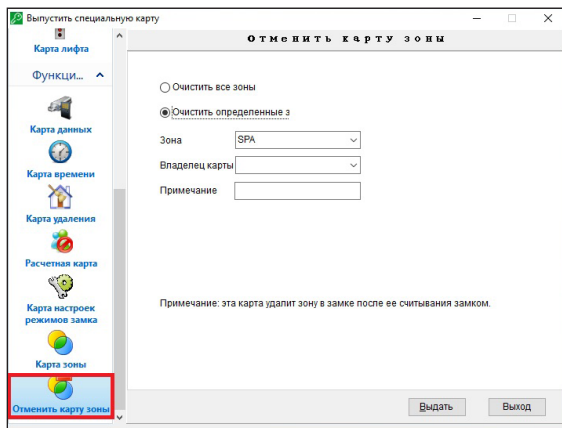 Выпустить специальную карту
Карта лифта
Функци...
Карта данных
Карта времени
Карта удаления
Расчетная карта
Карта настроек
режимов замка
Карта зоны
Отменить карту зоны
Отменить карту зоны
Очистить все зоны
Очистить определенные з
Зона
SPA
Владелец карты
Примечание
Примечание: эта карта удалит зону в замке после ее считывания замком.
Выдать
Выход